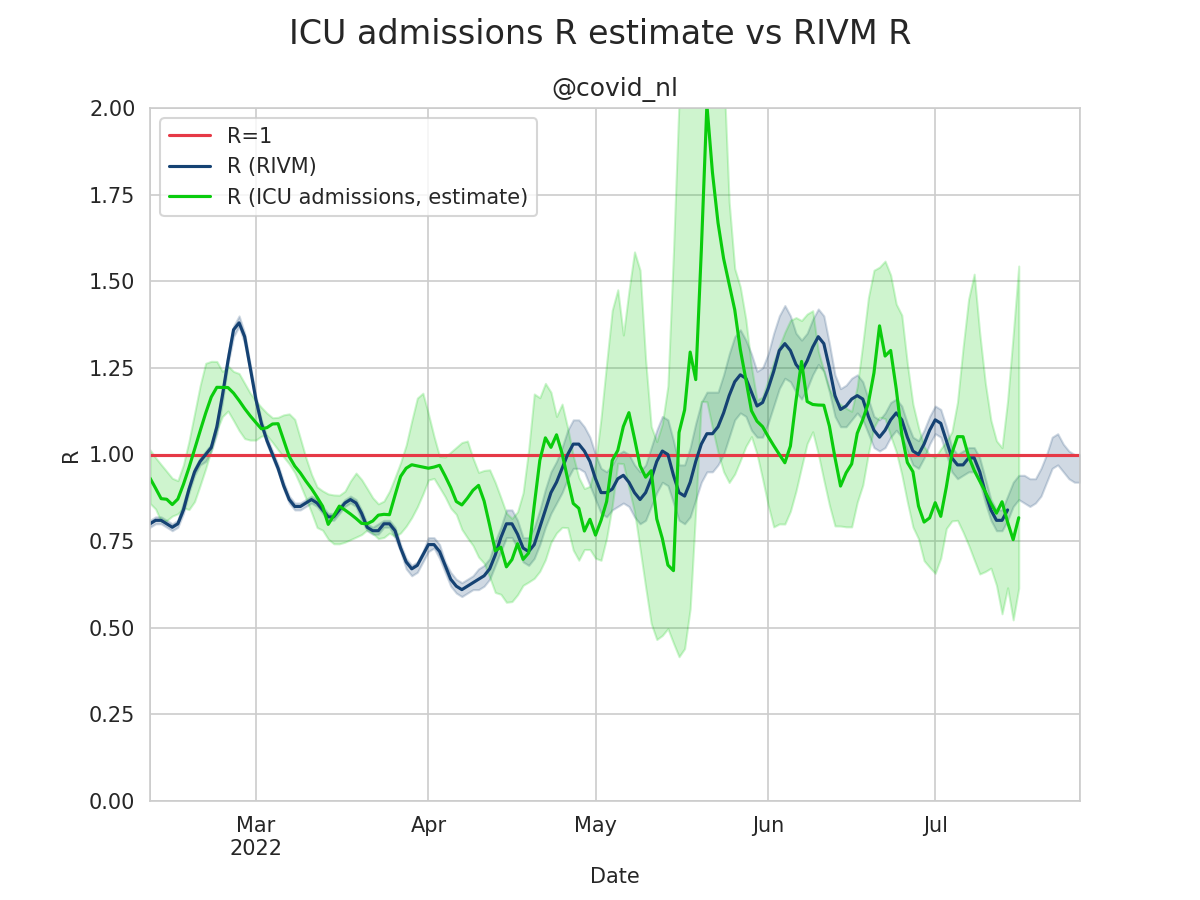 ICU admissions R estimate vs RIVM R
@covid_nl
R=1
R (RIVM)
R (ICU admissions, estimate)
2.00
1.75
1.50
1.25
1.00
0.75
0.50
0.25
0.00
R
Mar
2022
Apr
May
Jun
Jul
Date